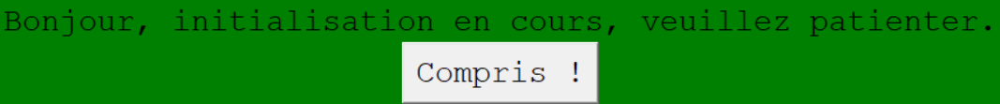 Bonjour, initialisation en cours, veuillez patienter.
Compris !